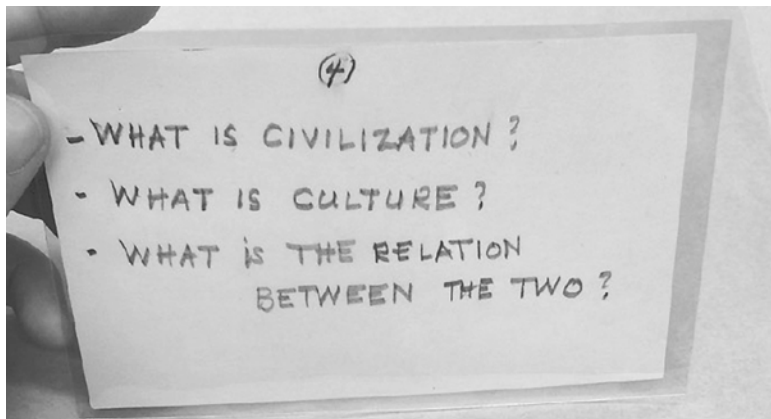 (4)
- WHAT IS CIVILIZATION?
- WHAT IS CULTURE?
- WHAT iS THE RELATION
BETWEEN THE TWO?